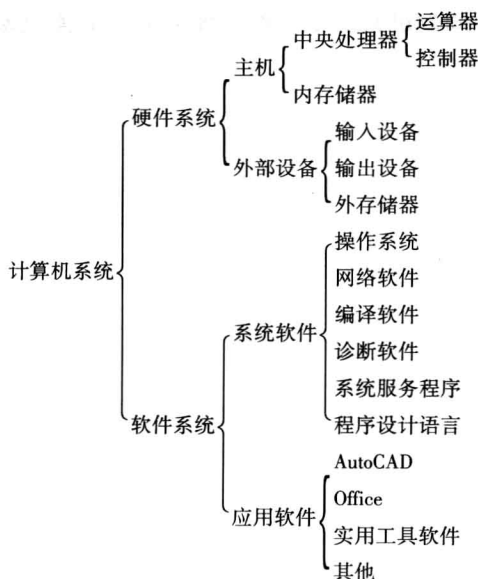 计算机系统
硬件系统
主机
中央处理器
运算器
控制器
内存储器
外部设备
输入设备
输出设备
外存储器
软件系统
系统软件
操作系统
网络软件
编译软件
诊断软件
系统服务程序
程序设计语言
应用软件
AutoCAD
Office
实用工具软件
其他